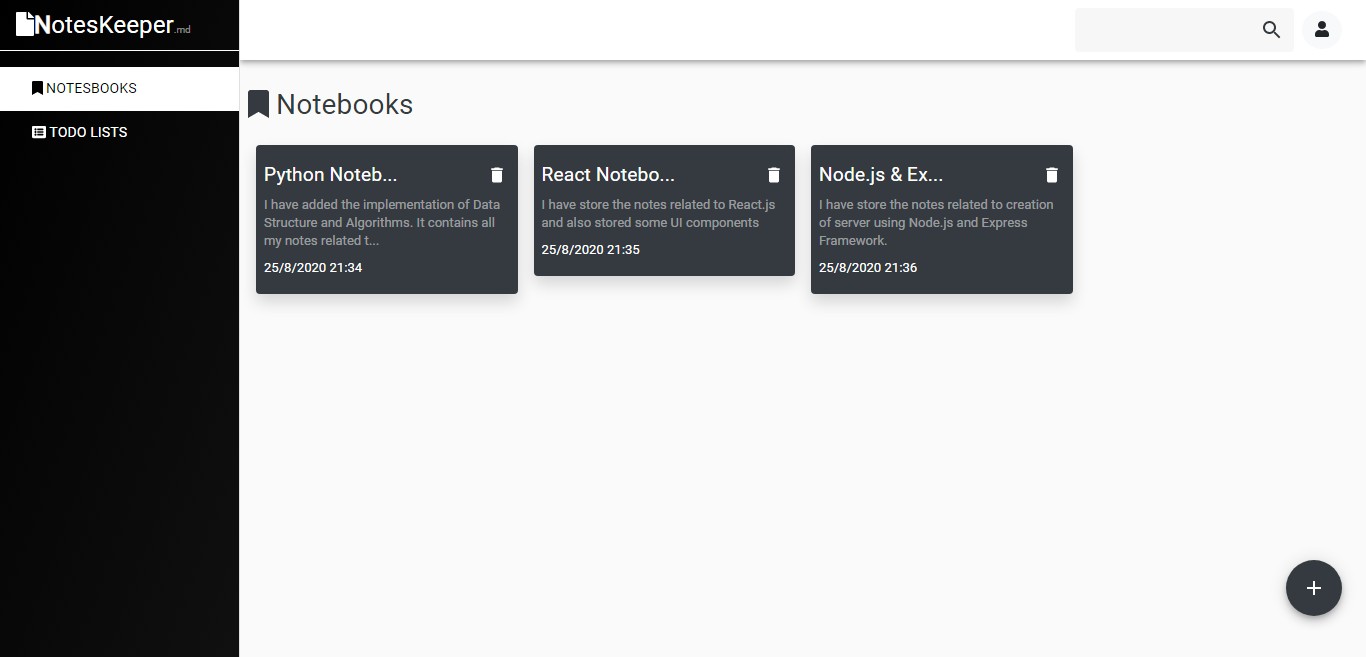 NotesKeeper.md
NOTESBOOKS
TODO LISTS
Notebooks
Python Noteb...
I have added the implementation of Data
Structure and Algorithms. It contains all
my notes related t...
25/8/2020 21:34
React Notebo...
I have store the notes related to React.js
and also stored some UI components
25/8/2020 21:35
Node.js & Ex...
I have store the notes related to creation
of server using Node.js and Express
Framework.
25/8/2020 21:36